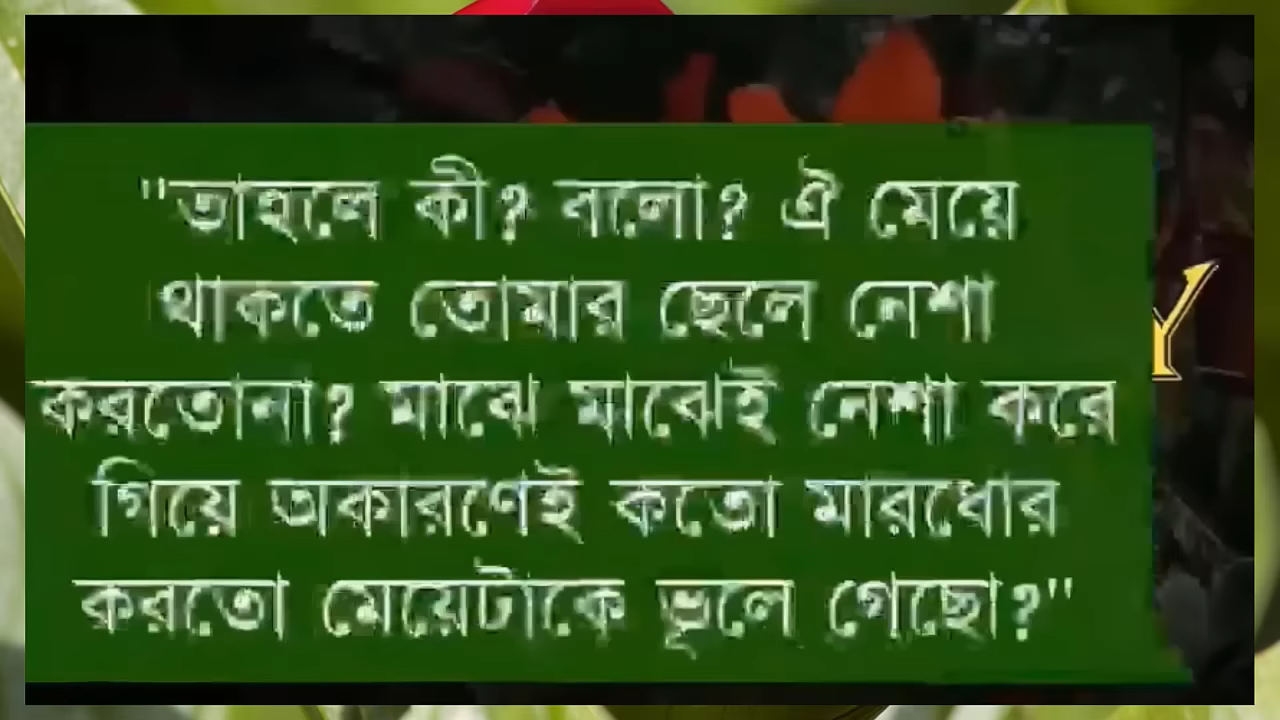 "তাহলে কী? বলো? ঐ মেয়ে
থাকতে তোমার ছেলে নেশা
করতোনা? মাঝে মাঝেই নেশা করে
গিয়ে অকারণেই কতো মারধোর
করতো মেয়েটাকে ভূলে গেছো?"
Y